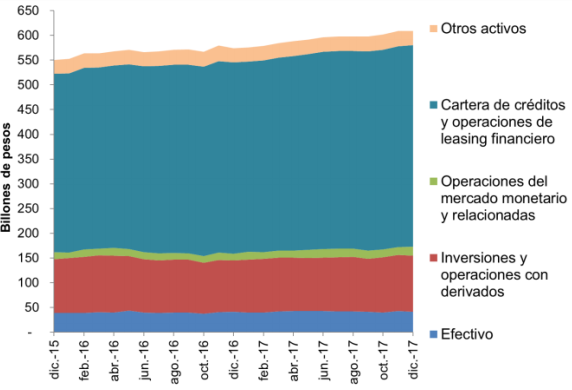 650
600
550
500
450
400
350
300
250
200
150
100
50
-
Billones de pesos
dic.-15
feb.-16
abr.-16
jun.-16
ago.-16
oct.-16
dic.-16
feb.-17
abr.-17
jun.-17
ago.-17
oct.-17
dic.-17
Otros activos
Cartera de créditos
y operaciones de
leasing financiero
Operaciones del
mercado monetario
y relacionadas
Inversiones y
operaciones con
derivados
Efectivo